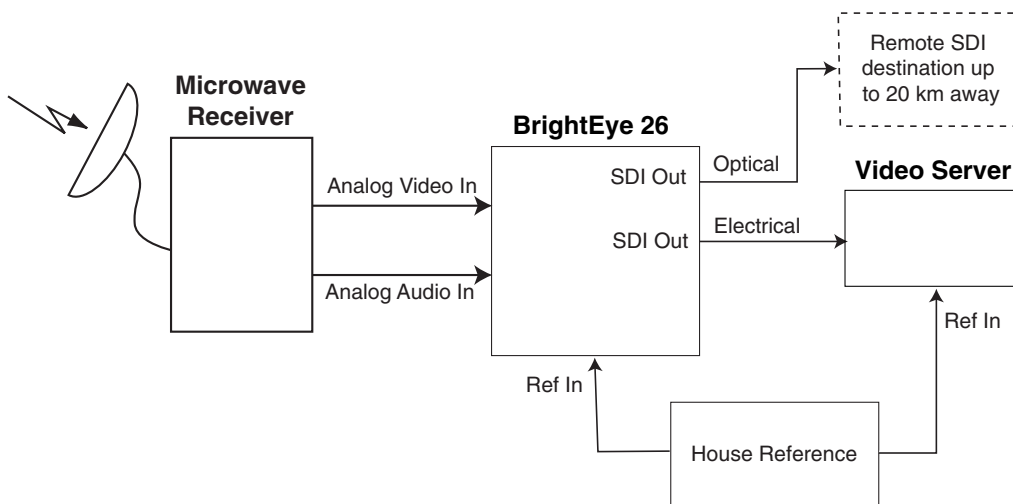 Remote SDI
destination up
to 20 km away
Microwave
Receiver
BrightEye 26
Video Server
SDI Out
Optical
Analog Video In
SDI Out
Electrical
Analog Audio In
Ref In
Ref In
House Reference